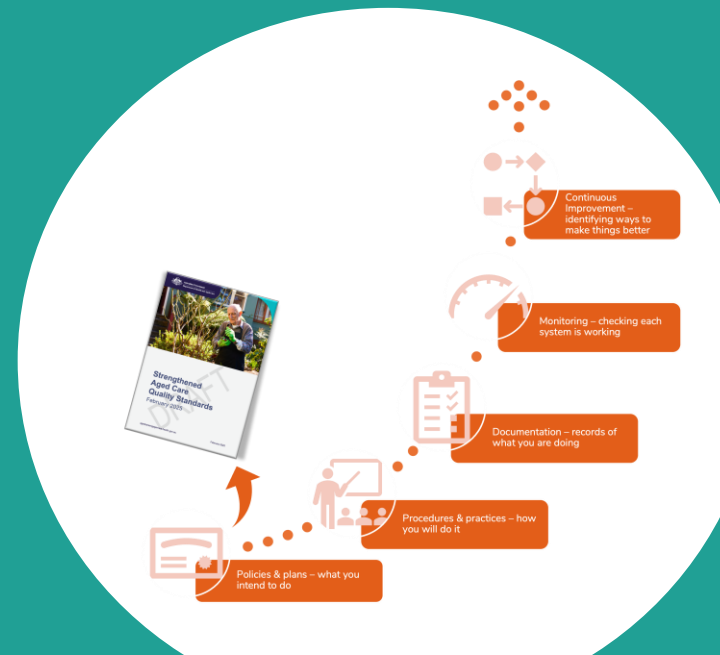 Continuous
Improvement –
identifying ways to
make things better
Monitoring – checking each
system is working
Strengthened
Aged Care
Quality Standards
February 2025
DRAFT
Documentation – records of
what you are doing
Procedures & practices – how
you will do it
Policies & plans – what you
intend to do